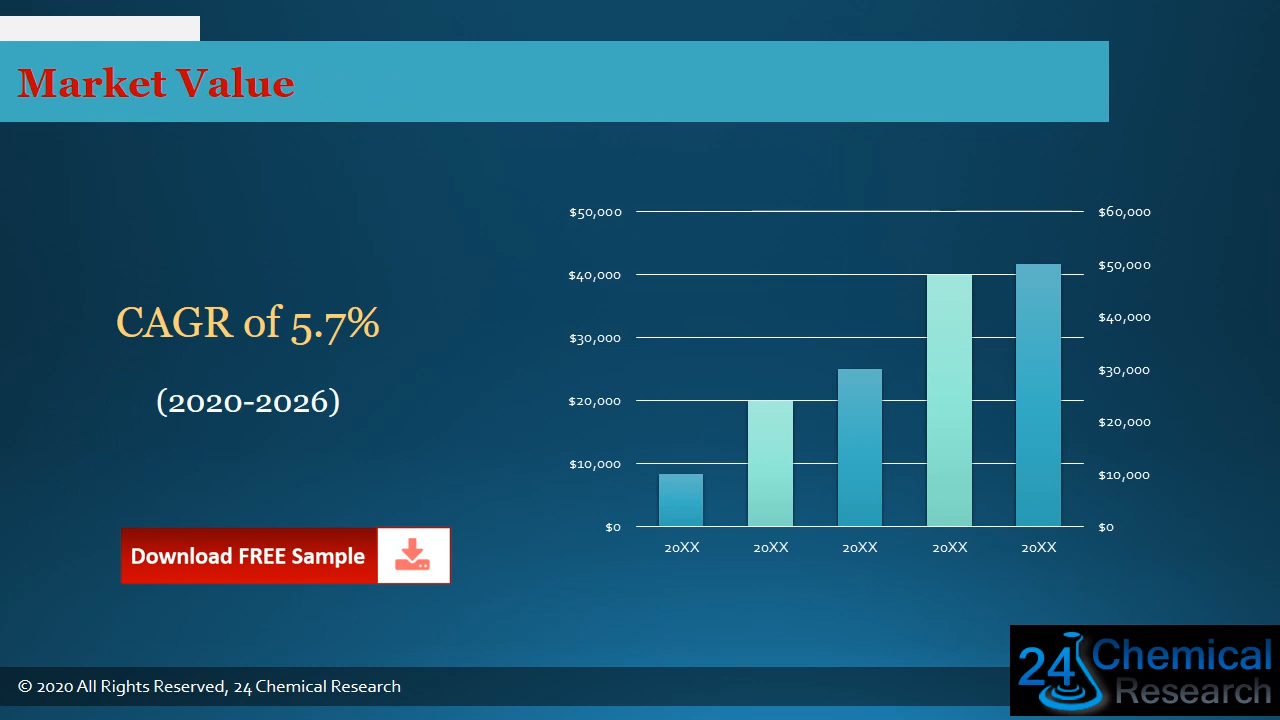 Market Value
CAGR of 5.7%
(2020-2026)
Download FREE Sample
$50,000
$40,000
$30,000
$20,000
$10,000
$0
$60,000
$50,000
$40,000
$30,000
$20,000
$10,000
$0
20XX 20XX 20XX 20XX 20XX
© 2020 All Rights Reserved, 24 Chemical Research
24 Chemical
Research